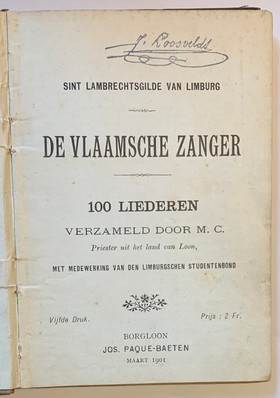 J. Loosveldt
SINT LAMBRECHTSGILDE VAN LIMBURG
DE VLAAMSCHE ZANGER
100 LIEDEREN
VERZAMELD DOOR M. C.
Priester uit het land van Loon,
MET MEDEWERKING VAN DEN LIMBURGSCHEN STUDENTENBOND
Vijfde Druk. Prijs : 2 Fr.
BORGLOON
JOS. PAQUE-BAETEN
MAART 1901